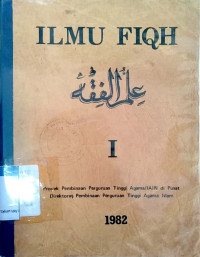 ILMU FIQH
علم الفقه
I
Proyek Pembinaan Perguruan Tinggi Agama/IAIN di Pusat
Direktorat Pembinaan Perguruan Tinggi Agama Islam
1982